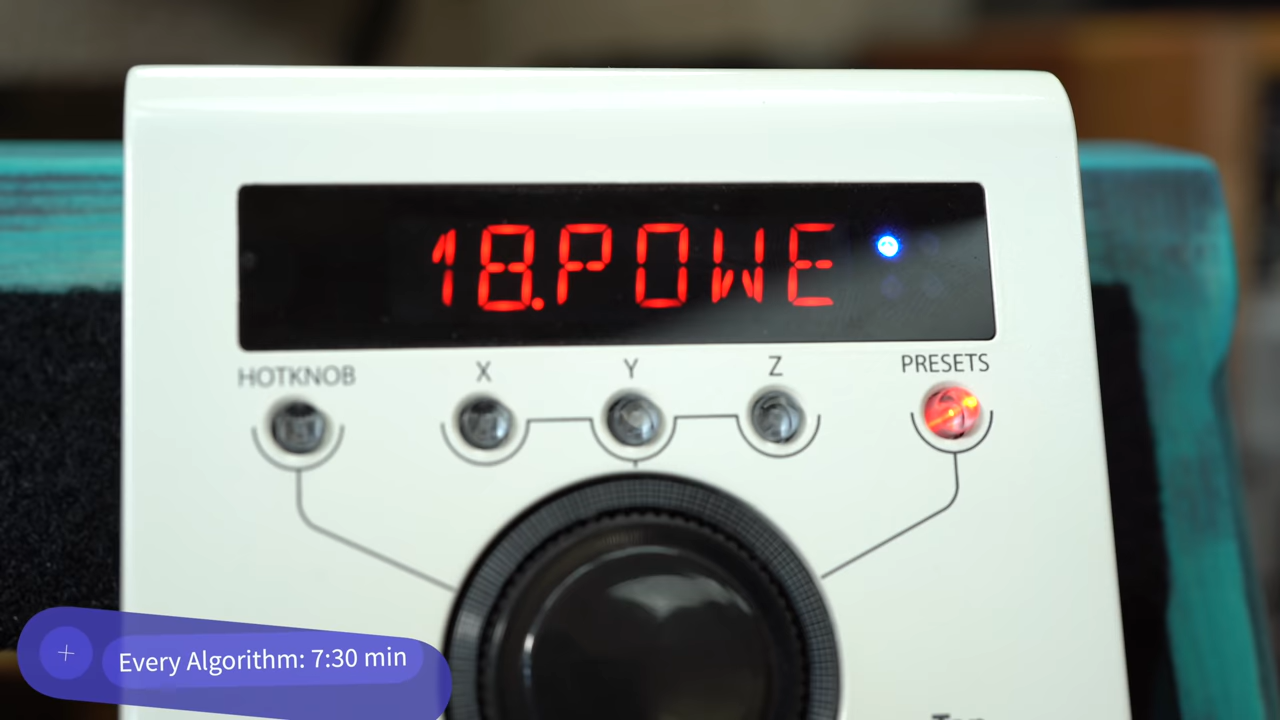 18.POWE
HOTKNOB
X
Y
Z
PRESETS
Every Algorithm: 7:30 min